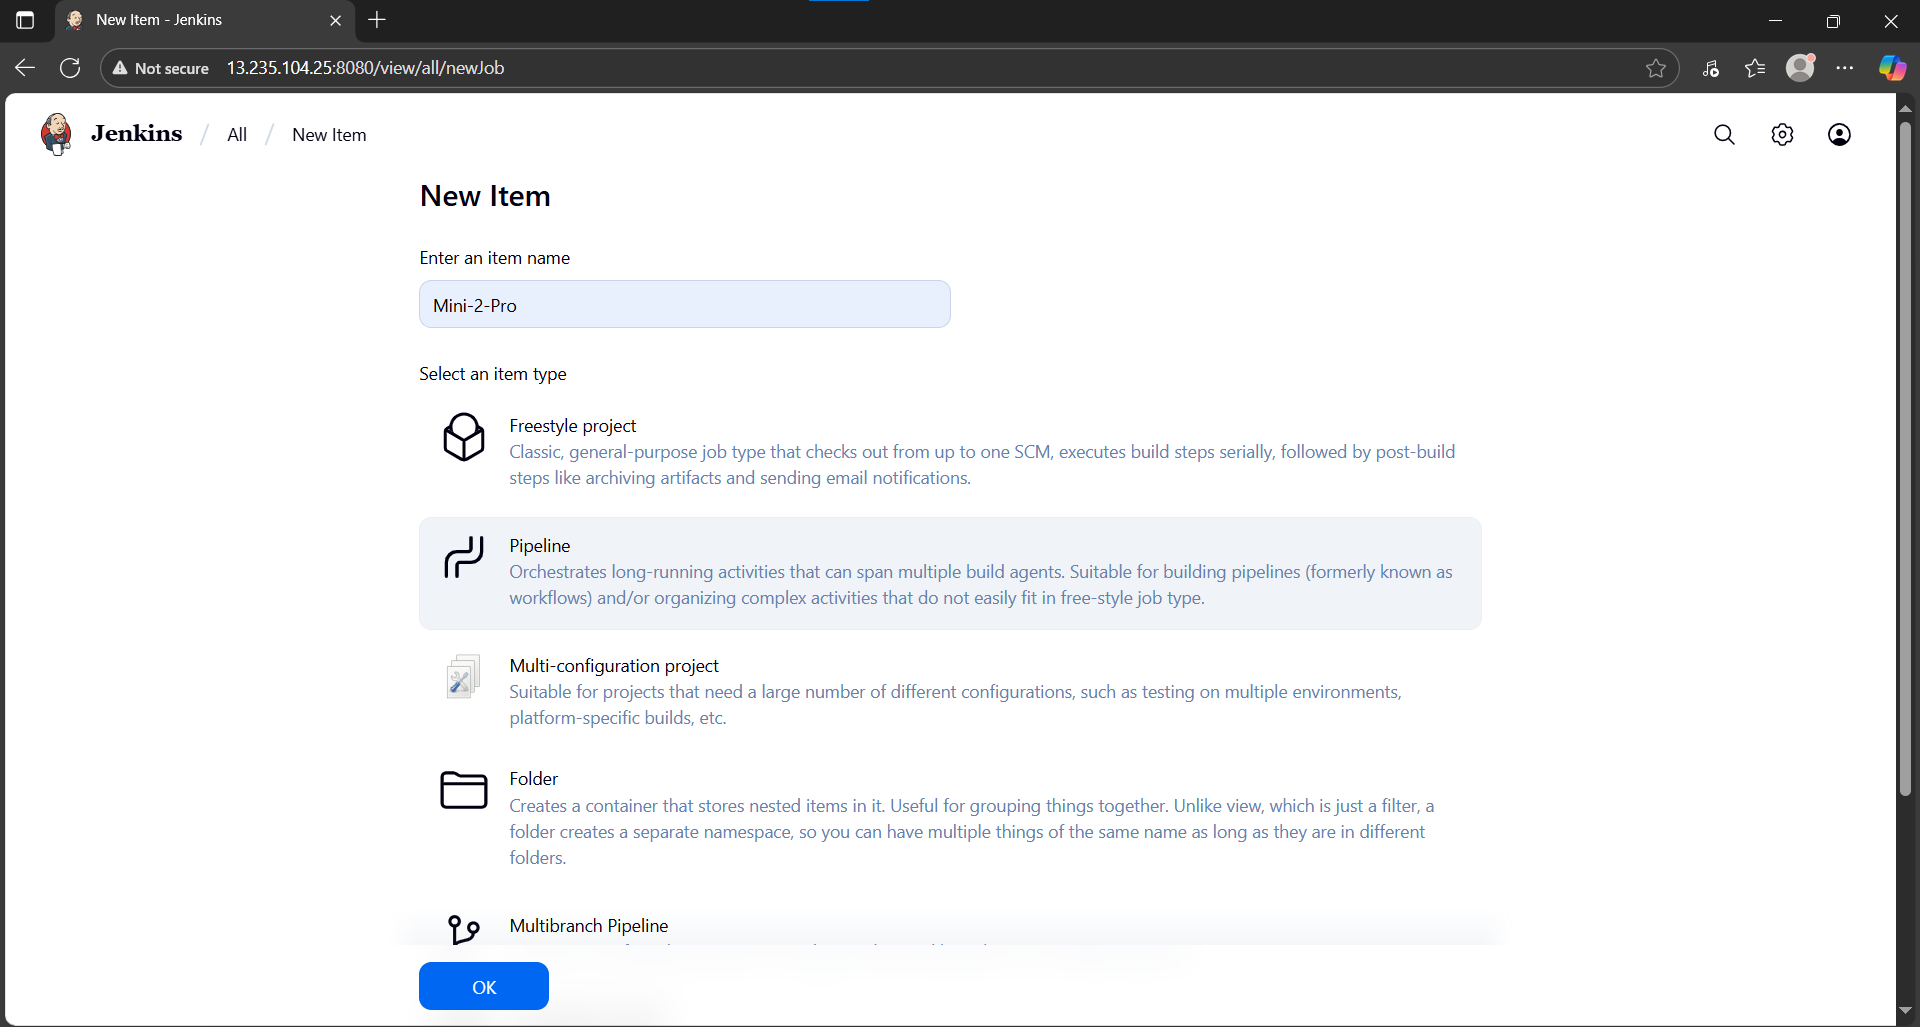 New Item - Jenkins
Not secure 13.235.104.25:8080/view/all/newJob
Jenkins / All / New Item
New Item
Enter an item name
Mini-2-Pro
Select an item type
Freestyle project
Classic, general-purpose job type that checks out from up to one SCM, executes build steps serially, followed by post-build
steps like archiving artifacts and sending email notifications.
Pipeline
Orchestrates long-running activities that can span multiple build agents. Suitable for building pipelines (formerly known as
workflows) and/or organizing complex activities that do not easily fit in free-style job type.
Multi-configuration project
Suitable for projects that need a large number of different configurations, such as testing on multiple environments,
platform-specific builds, etc.
Folder
Creates a container that stores nested items in it. Useful for grouping things together. Unlike view, which is just a filter, a
folder creates a separate namespace, so you can have multiple things of the same name as long as they are in different
folders.
Multibranch Pipeline
OK